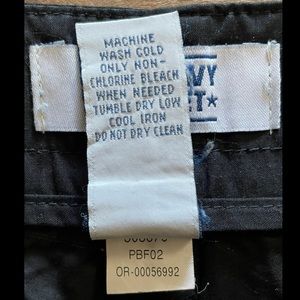 MACHINE
WASH COLD
ONLY NON-
CHLORINE BLEACH
WHEN NEEDED
TUMBLE DRY LOW
COOL IRON
DO NOT DRY CLEAN
PBF02
OR-00056992